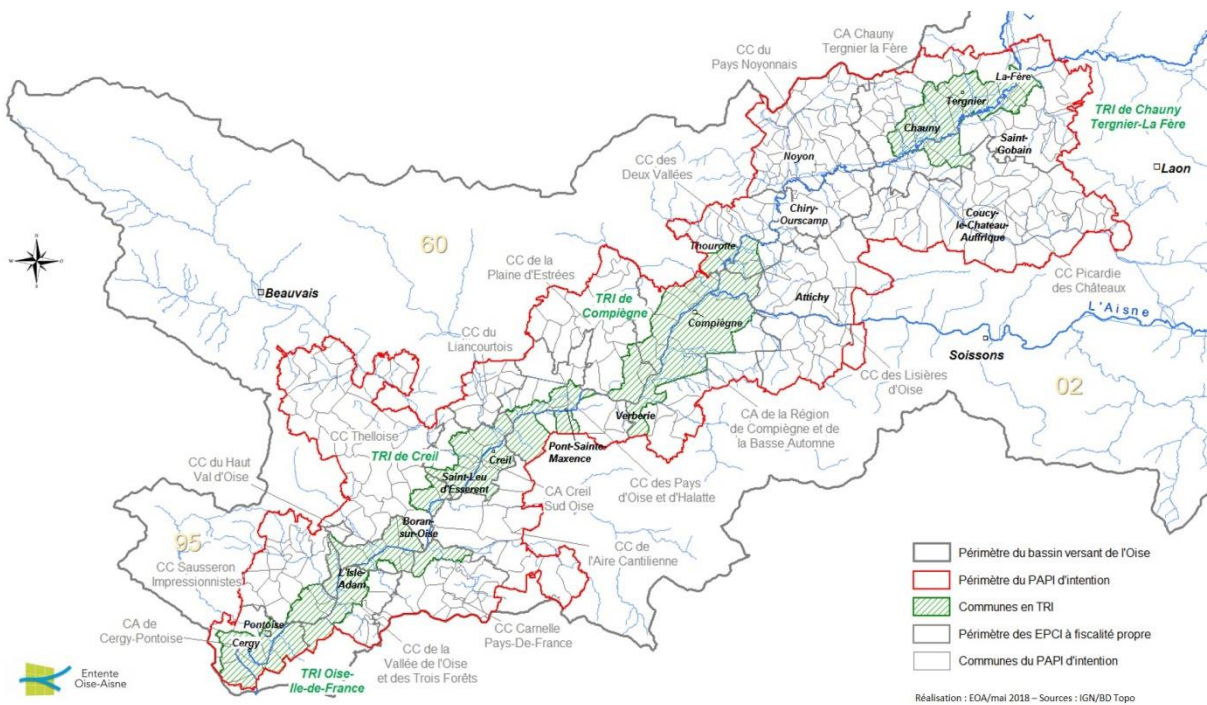 CA Chauny
Tergnier la Fère
CC du
Pays Noyonnais
La-Fère
Tergnier
TRI de Chauny
Tergnier-La Fère
Chauny
Saint-
Gobain
Noyon
Laon
CC des
Deux Vallées
Chiry-
Ourscamp
Coucy-
le-Chateau-
Auffrique
Thourotte
60
CC de la
Plaine d'Estrées
CC Picardie
des Châteaux
Beauvais
TRI de
Compiègne
Attichy
L'Aisne
Compiègne
CC du
Liancourtois
Soissons
CC des Lisières
d'Oise
02
Verberie
CA de la Région
de Compiègne et de
la Basse Automne
CC Thelloise
TRI de Creil
Creil
Pont-Sainte-
Maxence
CC du Haut
Val d'Oise
Saint-Leu
d'Esserent
CA Creil
Sud Oise
CC des Pays
d'Oise et d'Halatte
Boran-
sur-Oise
95
CC Sausseron
Impressionnistes
CC de
l'Aire Cantilienne
L'Isle-
Adam
CA de
Cergy-Pontoise
Pontoise
Cergy
CC Carnelle
Pays-De-France
CC de la
Vallée de l'Oise
et des Trois Forêts
TRI Oise-
Ile-de-France
Périmètre du bassin versant de l'Oise
Périmètre du PAPI d'intention
Communes en TRI
Périmètre des EPCI à fiscalité propre
Communes du PAPI d'intention
Entente
Oise-Aisne
Réalisation : EOA/mai 2018 – Sources : IGN/BD Topo